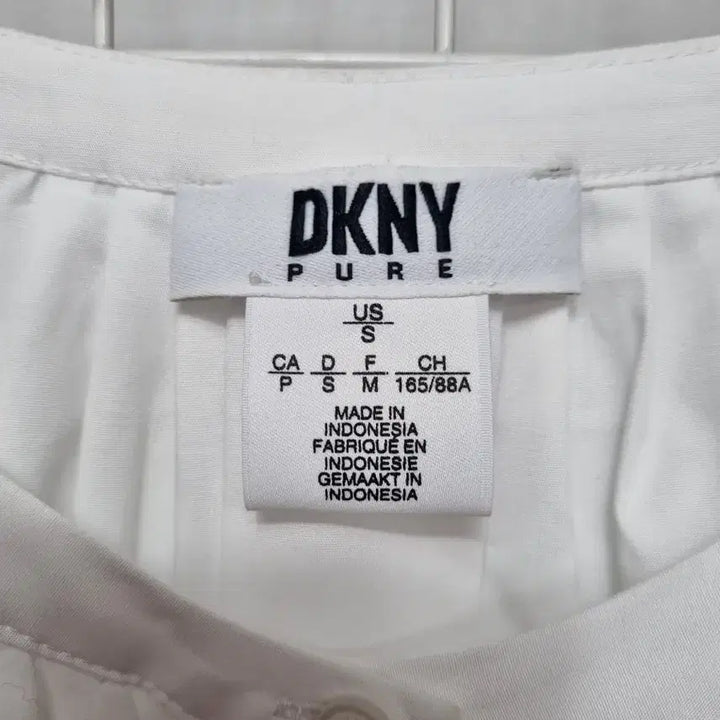 DKNY
PURE
US
S
CA D F CH
P S M 165/88A
MADE IN
INDONESIA
FABRIQUÉ EN
INDONESIE
GEMAAKT IN
INDONESIA